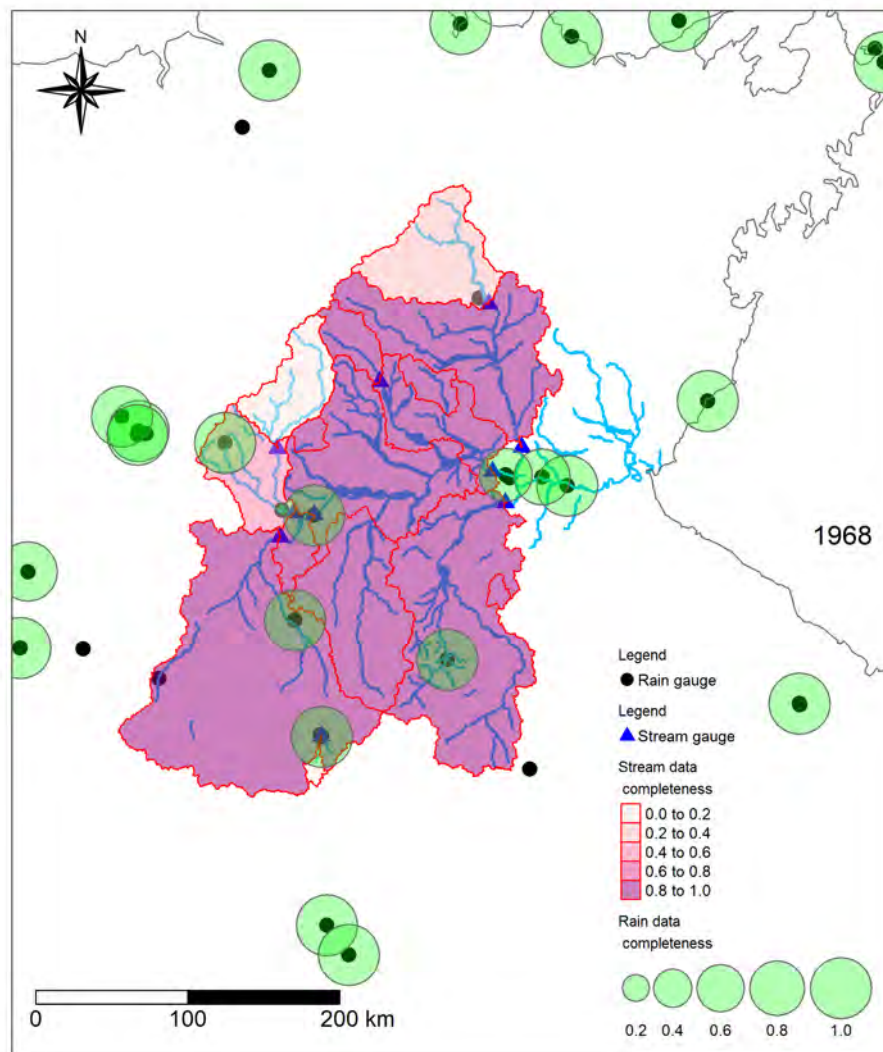 N
1968
Legend
Rain gauge
Legend
Stream gauge
Stream data
completeness
0.0 to 0.2
0.2 to 0.4
0.4 to 0.6
0.6 to 0.8
0.8 to 1.0
Rain data
completeness
0.2 0.4 0.6 0.8 1.0
0 100 200 km